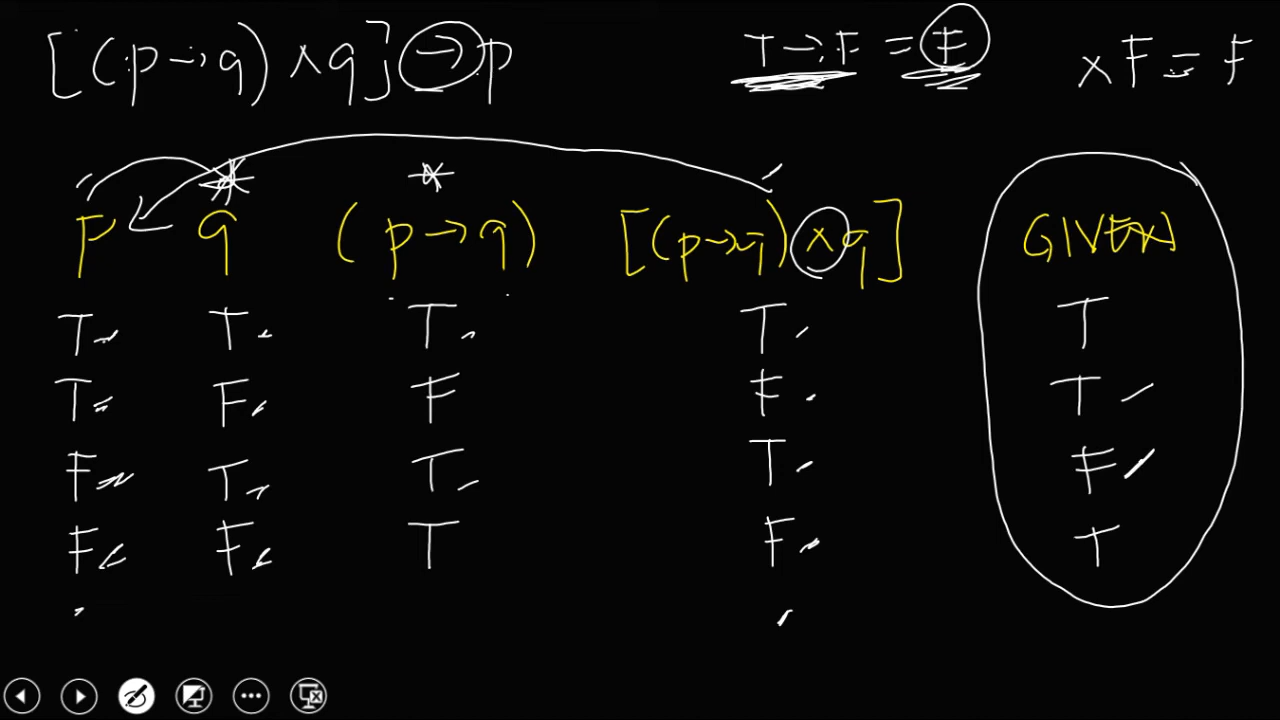 [(p→q) ∧ q] → p T → F = F ∧ F = F
P q (p→q) [(p→q) ∧ q] GIVEN
T T T T T
T F F F T
F T T T F
F F T F T